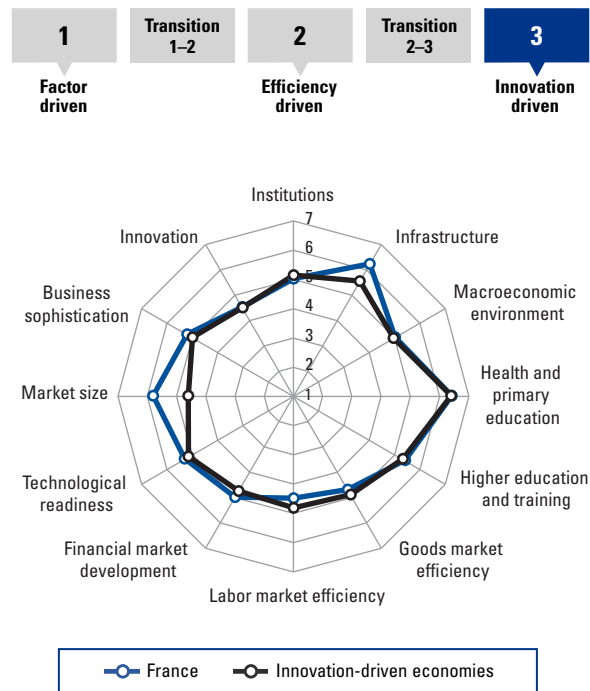 1
Transition
1–2
2
Transition
2–3
3
Factor
driven
Efficiency
driven
Innovation
driven
Institutions
7
Innovation
Infrastructure
6
5
Business
sophistication
Macroeconomic
environment
4
3
2
Market size
1
Health and
primary
education
Technological
readiness
Higher education
and training
Financial market
development
Goods market
efficiency
Labor market efficiency
France
Innovation-driven economies